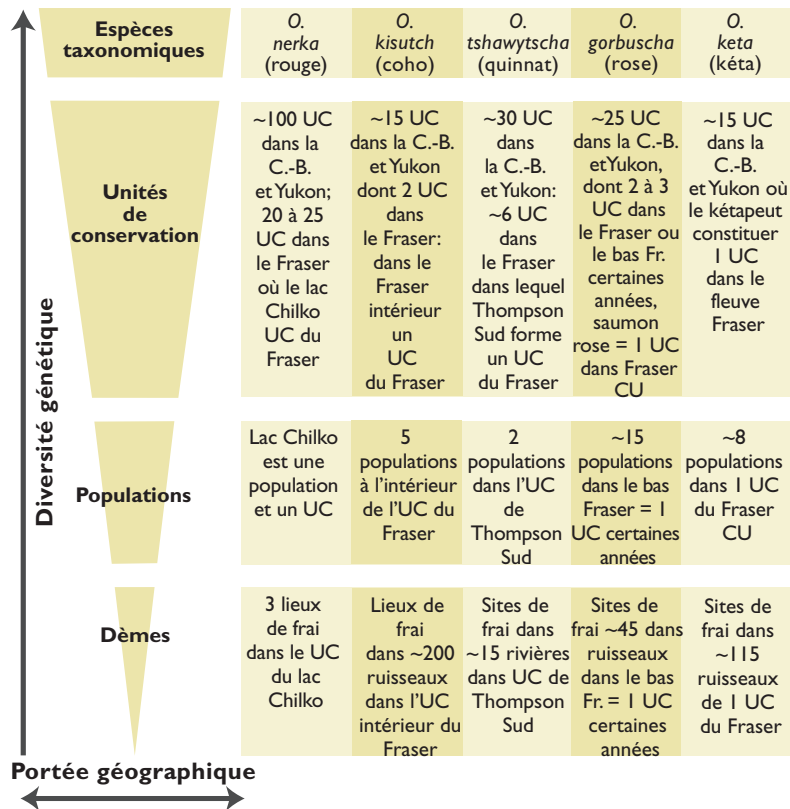 Espèces
taxonomiques
O.
nerka
(rouge)
O.
kisutch
(coho)
O.
tshawytscha
(quinnat)
O.
gorbuscha
(rose)
O.
keta
(kéta)
Diversité génétique
Unités
de
conservation
~100 UC
dans la
C.-B.
et Yukon;
20 à 25
UC dans
le Fraser
où le lac
Chilko
UC du
Fraser
~15 UC
dans la C.-B.
et Yukon
dont 2 UC
dans
le Fraser:
dans le
Fraser
intérieur
un
UC
du Fraser
~30 UC
dans
la C.-B.
et Yukon:
~6 UC
dans
le Fraser
dans lequel
Thompson
Sud forme
un UC
du Fraser
~25 UC
dans la C.-B.
et Yukon,
dont 2 à 3
UC dans
le Fraser ou
le bas Fr.
certaines
années,
saumon
rose = 1 UC
dans Fraser
CU
~15 UC
dans la
C.-B.
et Yukon où
le kétapeut
constituer
1 UC
dans le
fleuve
Fraser
Populations
Lac Chilko
est une
population
et un UC
5
populations
à l'intérieur
de l'UC du
Fraser
2
populations
dans l'UC
de
Thompson
Sud
~15
populations
dans le bas
Fraser = 1
UC certaines
années
~8
populations
dans 1 UC
du Fraser
CU
Dèmes
3 lieux
de frai
dans le UC
du lac
Chilko
Lieux de
frai
dans ~200
ruisseaux
dans l'UC
intérieur du
Fraser
Sites de
frai dans
~15 rivières
dans UC de
Thompson
Sud
Sites de
frai ~45 dans
ruisseaux
dans le bas
Fr. = 1 UC
certaines
années
Sites de
frai dans
~115
ruisseaux
de 1 UC
du Fraser
Portée géographique